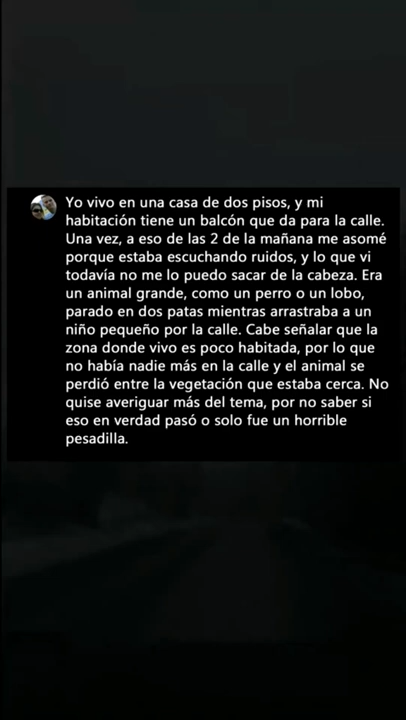 Yo vivo en una casa de dos pisos, y mi
habitación tiene un balcón que da para la calle.
Una vez, a eso de las 2 de la mañana me asomé
porque estaba escuchando ruidos, y lo que vi
todavía no me lo puedo sacar de la cabeza. Era
un animal grande, como un perro o un lobo,
parado en dos patas mientras arrastraba a un
niño pequeño por la calle. Cabe señalar que la
zona donde vivo es poco habitada, por lo que
no había nadie más en la calle y el animal se
perdió entre la vegetación que estaba cerca. No
quise averiguar más del tema, por no saber si
eso en verdad pasó o solo fue un horrible
pesadilla.